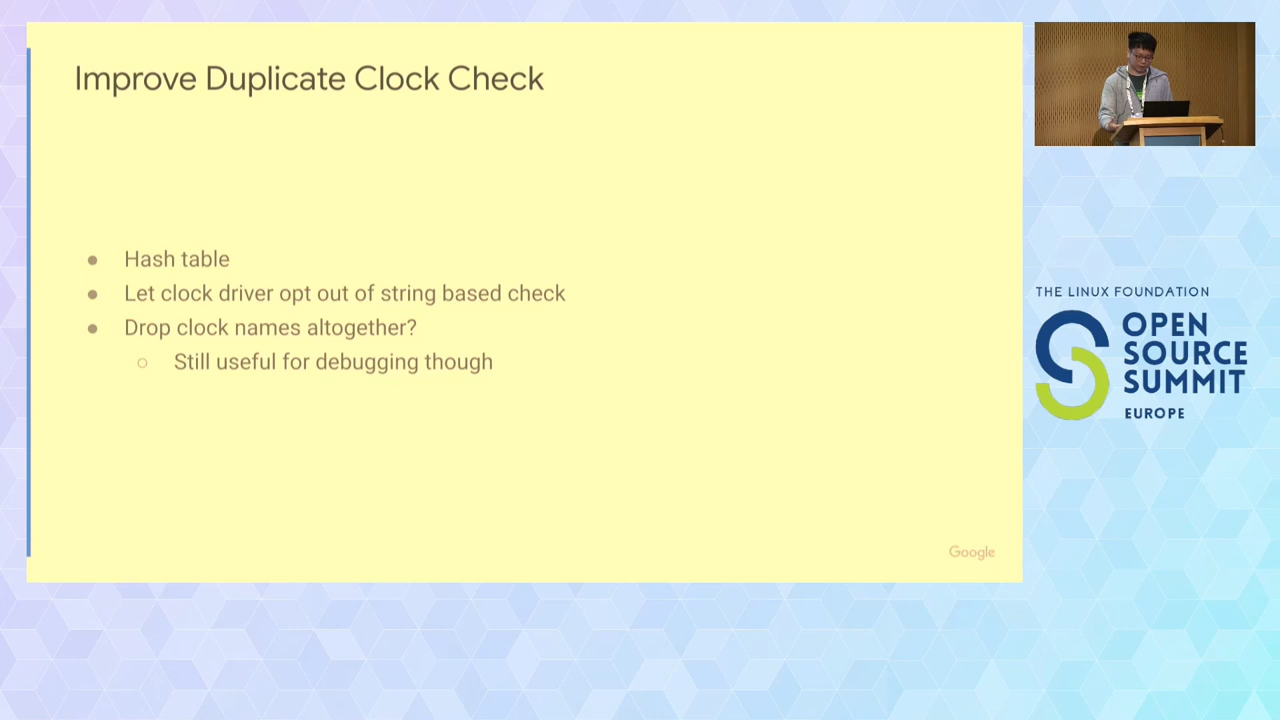 Improve Duplicate Clock Check
● Hash table
● Let clock driver opt out of string based check
● Drop clock names altogether?
○ Still useful for debugging though
Google
THE LINUX FOUNDATION
OPEN
SOURCE
SUMMIT
EUROPE